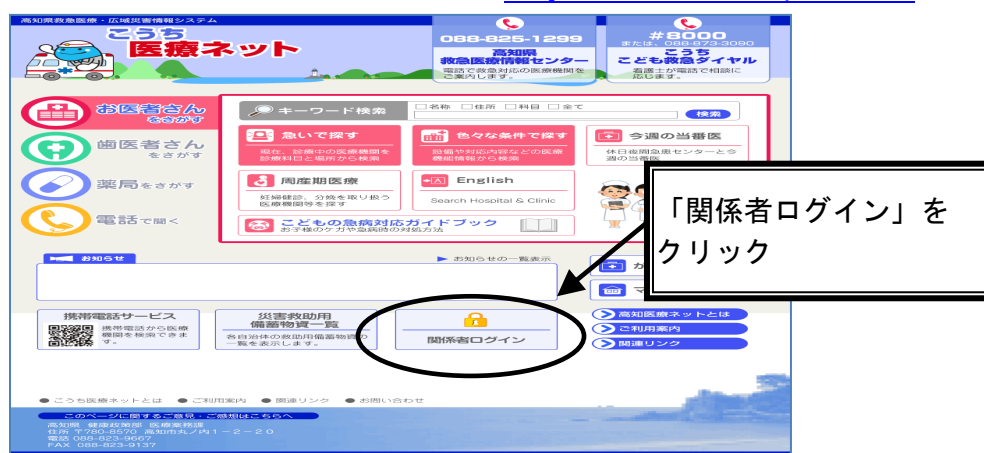 高知県救急医療・広域災害情報システム
こうち
医療ネット
088-825-1299
高知県
救急医療情報センター
電話で救急対応の医療機関を
ご案内します。
#8000
または、088-873-3090
こうち
こども救急ダイヤル
看護士が電話で相談に
応じます。
お医者さん
をさがす
歯医者さん
をさがす
薬局をさがす
電話で聞く
キーワード検索
名称 住所 科目 全て
検索
急いで探す
現在、診療中の医療機関を
診療科目と場所から検索
色々な条件で探す
設備や対応内容などの医療
機能情報から検索
今週の当番医
休日夜間急患センターと今
週の当番医
周産期医療
妊婦健診、分娩を取り扱う
医療機関等を探す
English
Search Hospital & Clinic
こどもの急病対応ガイドブック
お子様のケガや急病時の対処方法
「関係者ログイン」を
クリック
お知らせ
お知らせの一覧表示
か
マ
携帯電話サービス
携帯電話から医療
機関を検索できま
す。
災害救助用
備蓄物資一覧
各自治体の救助用備蓄物資の
一覧を表示します。
関係者ログイン
高知医療ネットとは
ご利用案内
関連リンク
こうち医療ネットとは ご利用案内 関連リンク お問い合わせ
このページに関するご意見・ご感想はこちらへ
高知県 健康政策部 医療業務課
住所 〒780-8570 高知市丸ノ内1-2-20
電話 088-823-9667
FAX 088-823-9137